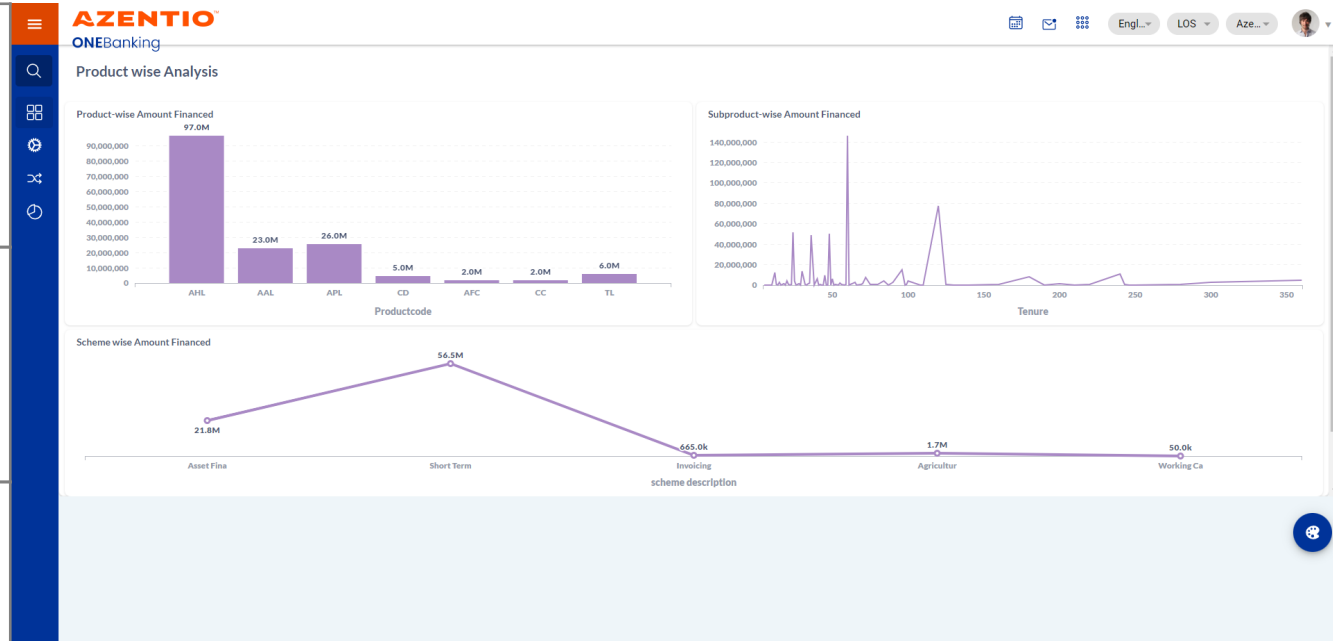 AZENTIO
ONEBanking
Engl...
LOS
Aze...
Product wise Analysis
Product-wise Amount Financed
97.0M
90,000,000
80,000,000
70,000,000
60,000,000
50,000,000
40,000,000
30,000,000
20,000,000
10,000,000
0
23.0M
26.0M
5.0M
2.0M
2.0M
6.0M
AHL AAL APL CD AFC CC TL
Productcode
Subproduct-wise Amount Financed
140,000,000
120,000,000
100,000,000
80,000,000
60,000,000
40,000,000
20,000,000
0
50 100 150 200 250 300 350
Tenure
Scheme wise Amount Financed
56.5M
21.8M
665.0k
1.7M
50.0k
Asset Fina Short Term Invoicing Agricultur Working Ca
scheme description